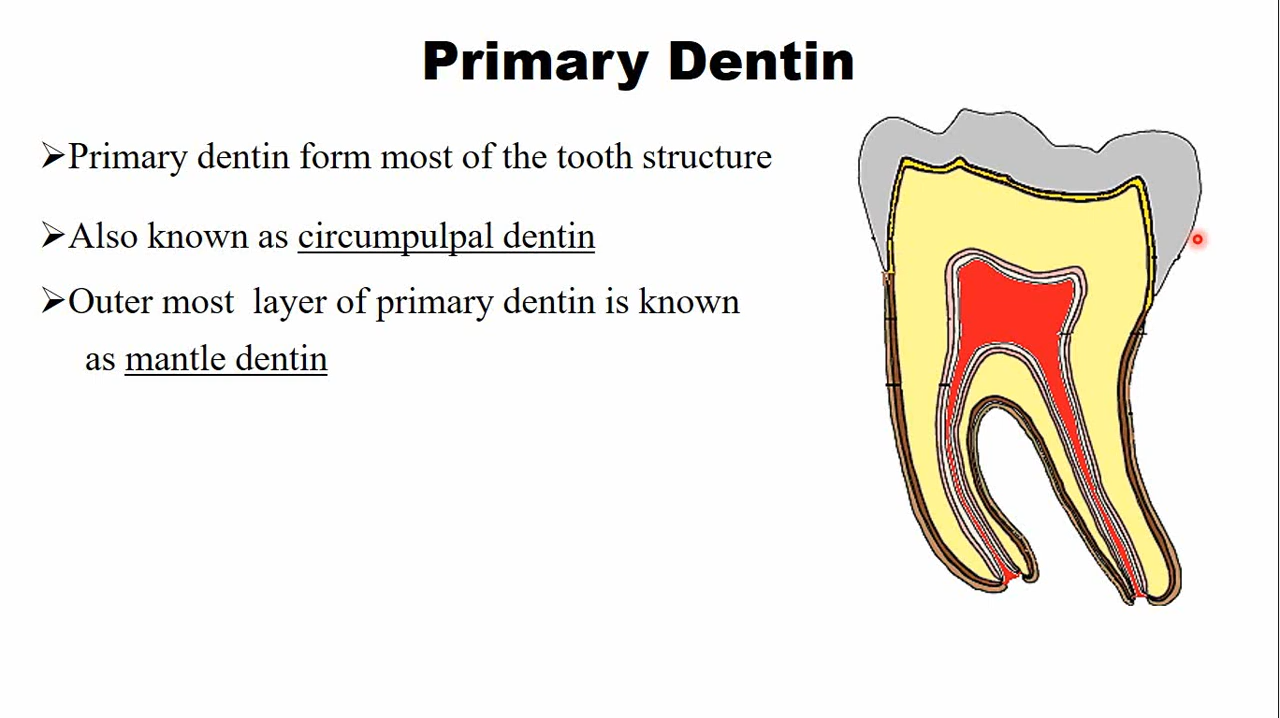 Primary Dentin
➢Primary dentin form most of the tooth structure
➢Also known as circumpulpal dentin
➢Outer most layer of primary dentin is known
as mantle dentin